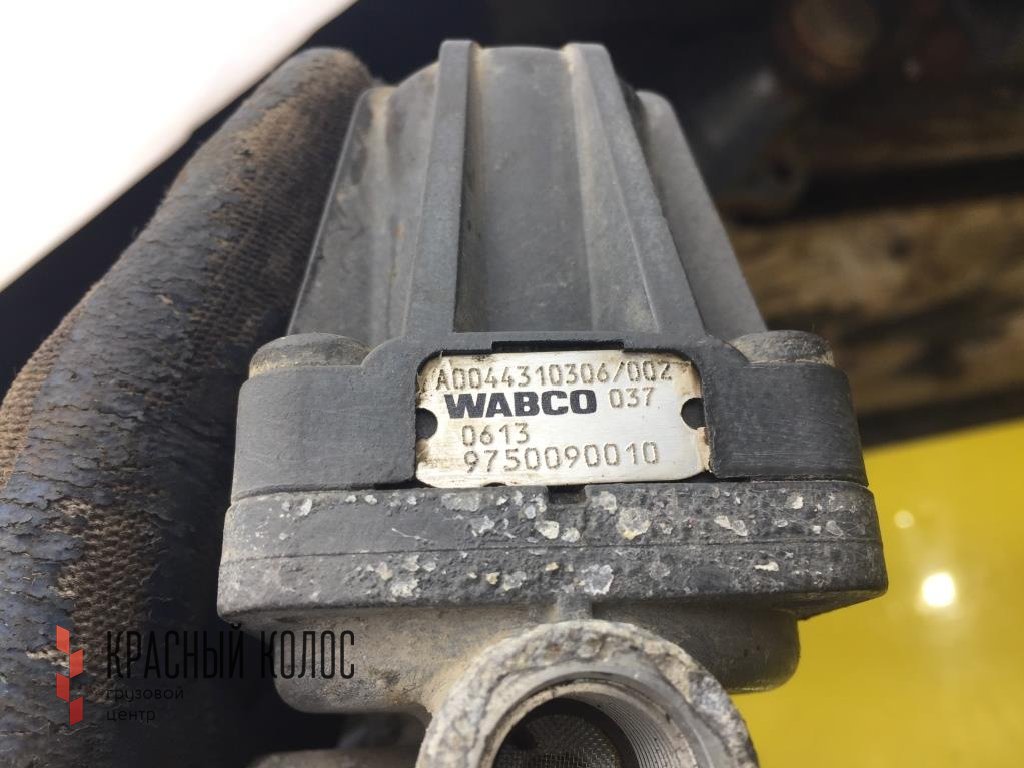 A0044310306/002
WABCO 037
0613
9750090010
КРАСНЫЙ КОЛОС
грузовой
центр